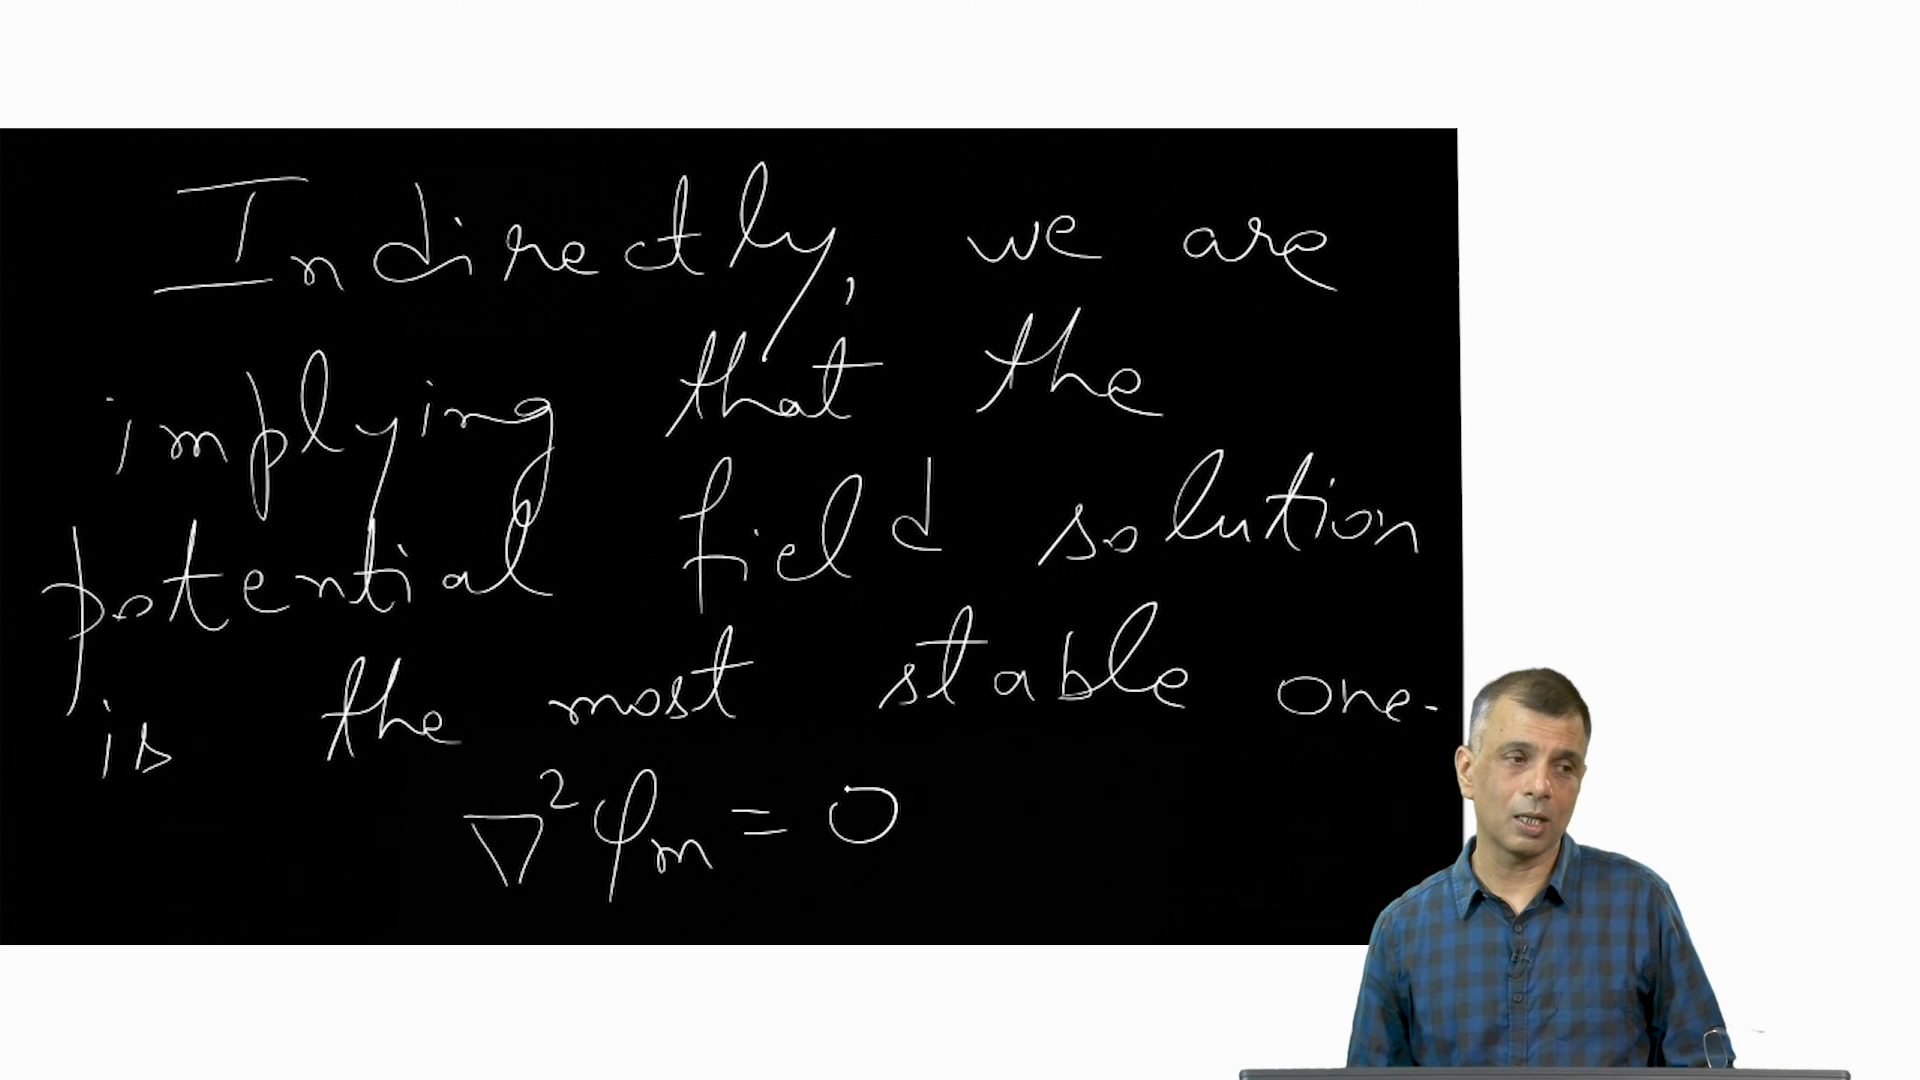 Indirectly, we are
implying that the
potential field solution
is the most stable one.
∇²φₘ = 0